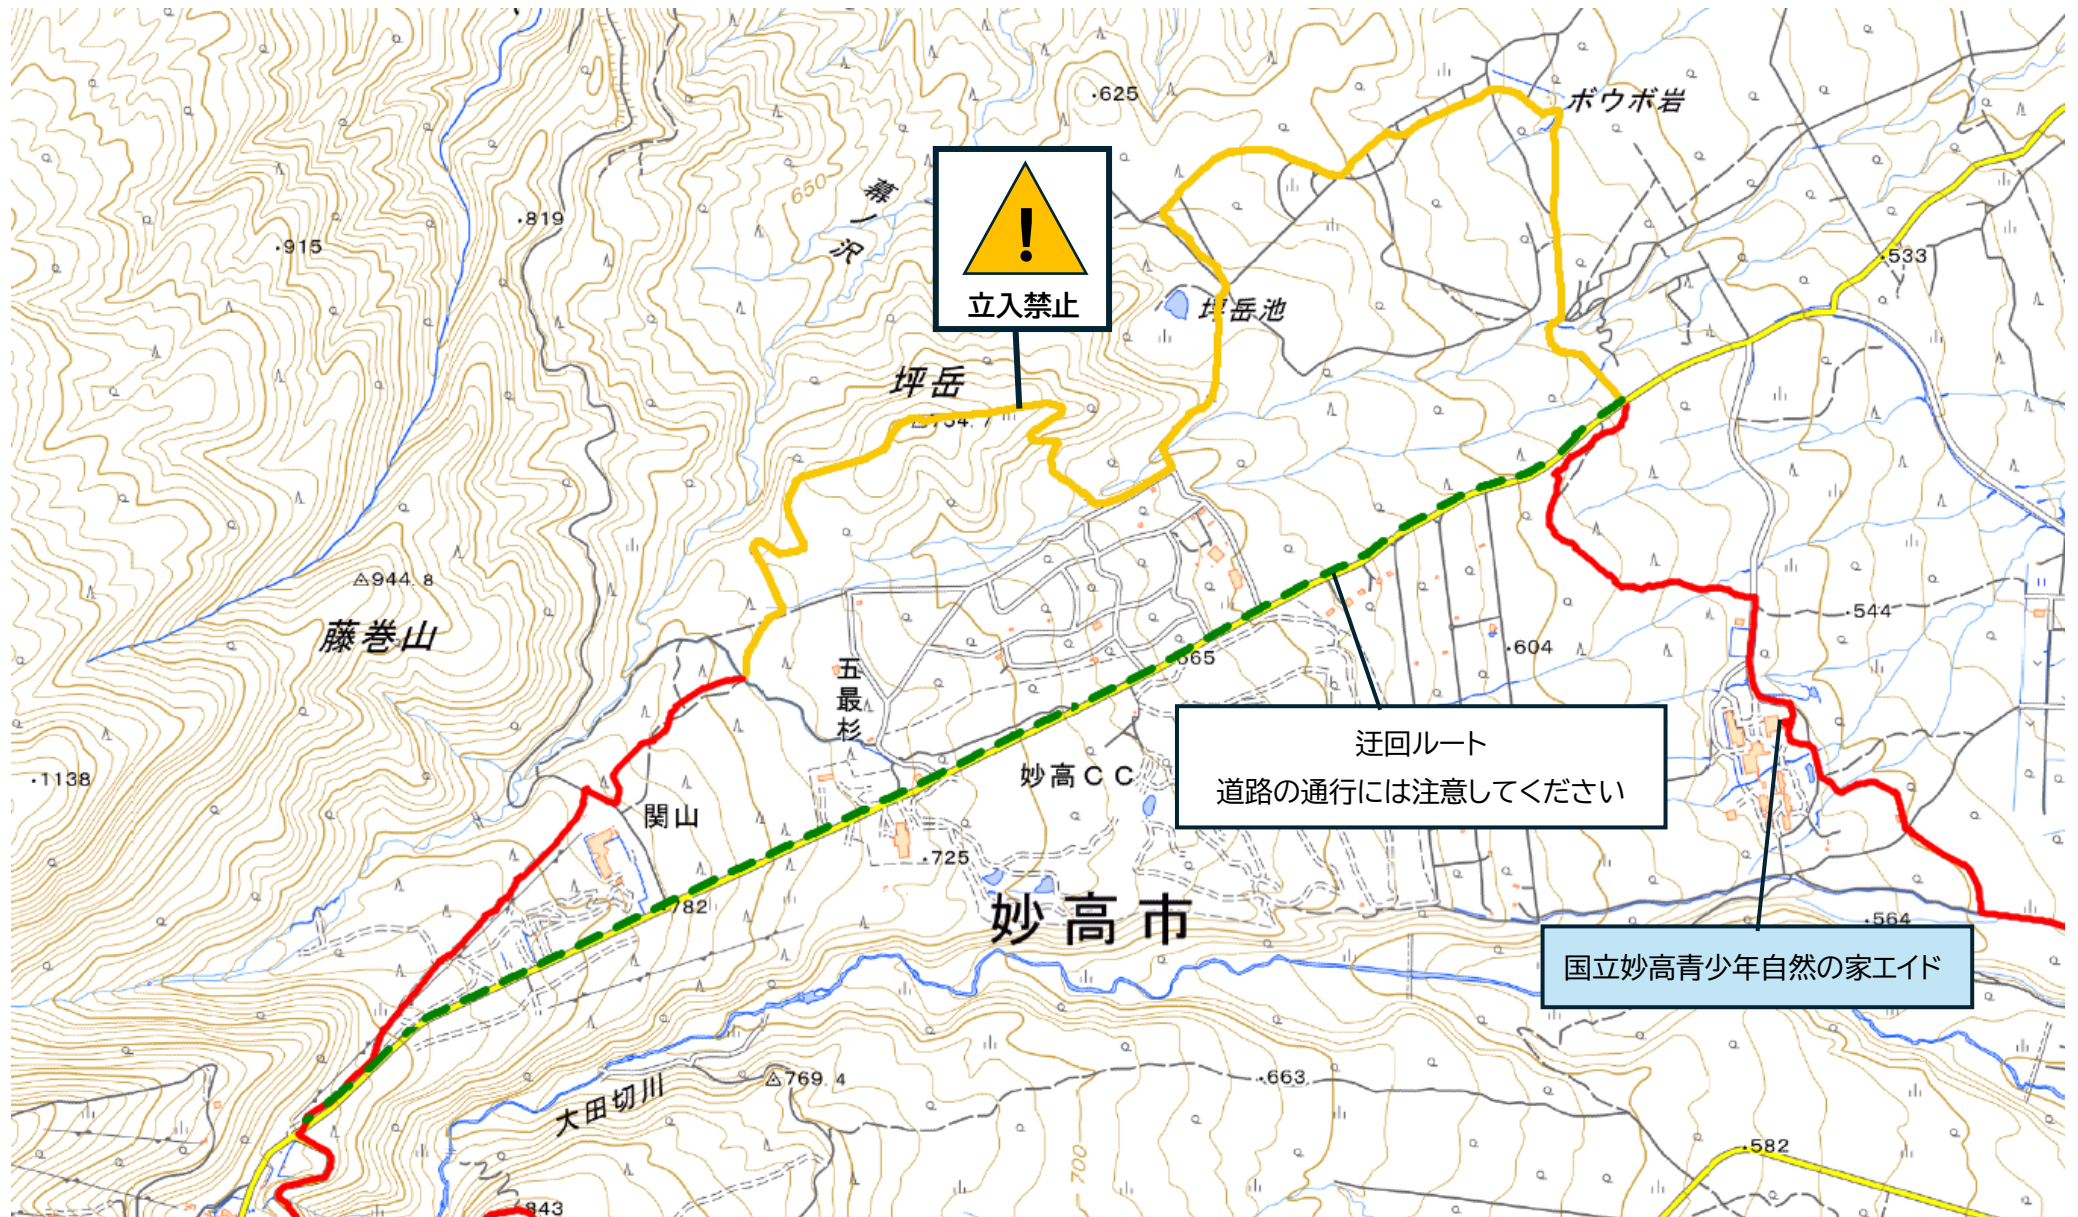 ・625
ボウボ岩
650
幕ノ沢
・819
・915
立入禁止
・533
坪岳池
坪岳
△754.7
△944.8
・544
藤巻山
・604
665
五最杉
迂回ルート
道路の通行には注意してください
妙高CC
・1138
関山
・725
782
妙高市
・564
国立妙高青少年自然の家エイド
△769.4
・663
大田切川
・582
700
843